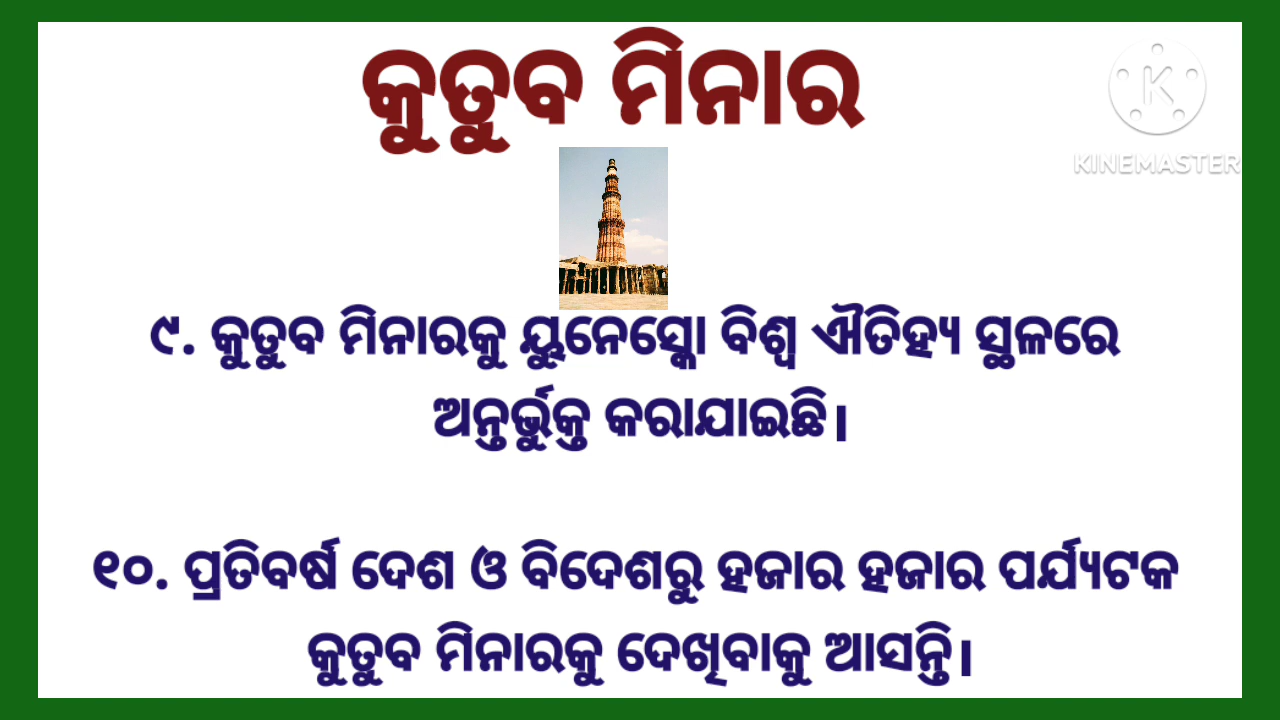 କୁତୁବ ମିନାର
KINEMASTER
୯. କୁତୁବ ମିନାରକୁ ୟୁନେସ୍କୋ ବିଶ୍ୱ ଐତିହ୍ୟ ସ୍ଥଳରେ
ଅନ୍ତର୍ଭୁକ୍ତ କରାଯାଇଛି।
୧୦. ପ୍ରତିବର୍ଷ ଦେଶ ଓ ବିଦେଶରୁ ହଜାର ହଜାର ପର୍ଯ୍ୟଟକ
କୁତୁବ ମିନାରକୁ ଦେଖିବାକୁ ଆସନ୍ତି।